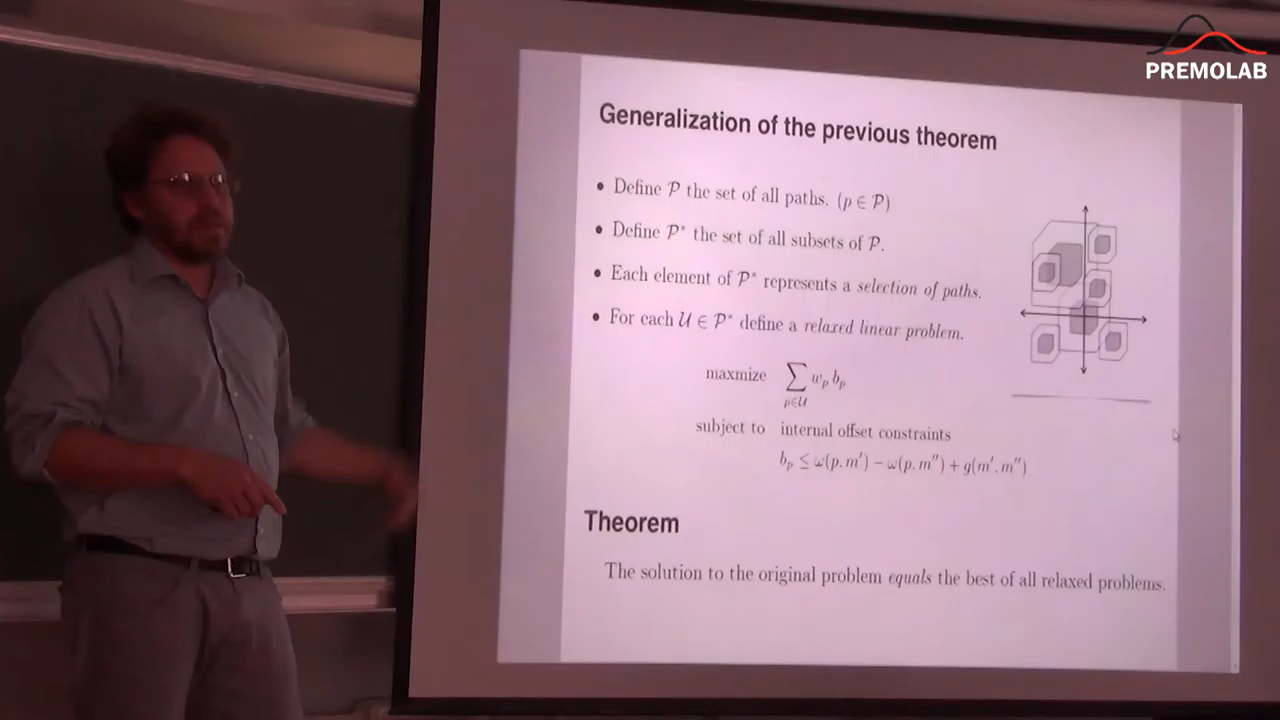 PREMOLAB
Generalization of the previous theorem
• Define 𝒫 the set of all paths. (p ∈ 𝒫)
• Define 𝒫* the set of all subsets of 𝒫.
• Each element of 𝒫* represents a selection of paths.
• For each 𝒰 ∈ 𝒫* define a relaxed linear problem.
maxmize ∑ w_p b_p
p∈𝒰
subject to internal offset constraints
b_p ≤ ω(p, m′) − ω(p, m″) + g(m′, m″)
Theorem
The solution to the original problem equals the best of all relaxed problems.